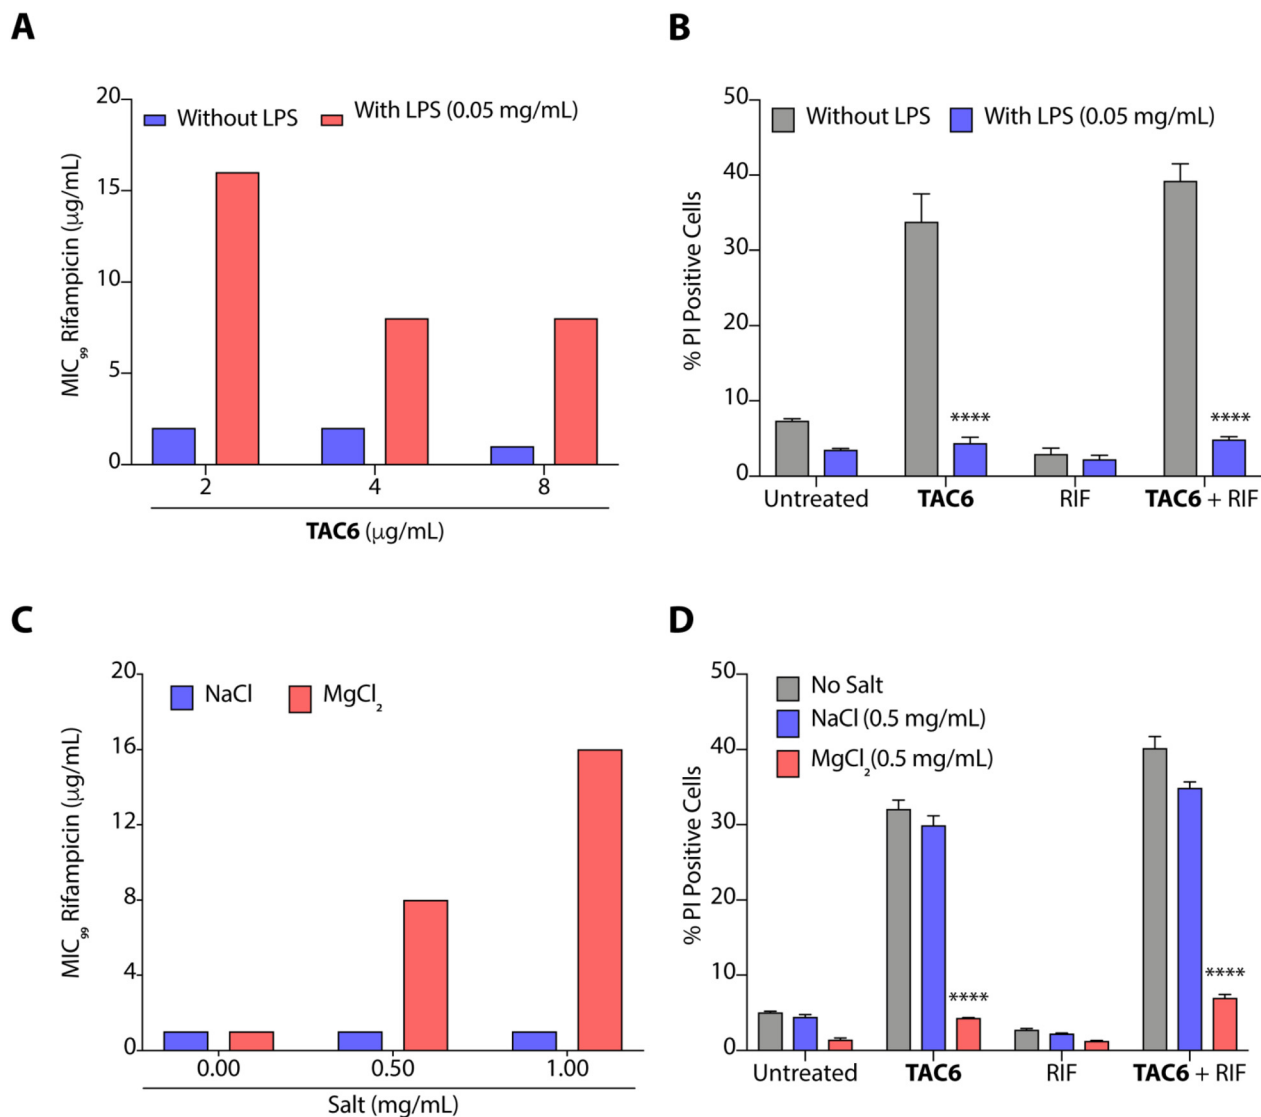 A
20
Without LPS
With LPS (0.05 mg/mL)
15
MIC₉₉ Rifampicin (µg/mL)
10
5
0
2
4
8
TAC6 (µg/mL)
B
50
Without LPS
With LPS (0.05 mg/mL)
40
% PI Positive Cells
30
20
10
****
****
0
Untreated
TAC6
RIF
TAC6 + RIF
C
20
NaCl
MgCl₂
16
MIC₉₉ Rifampicin (µg/mL)
12
8
4
0
0.00
0.50
1.00
Salt (mg/mL)
D
50
No Salt
NaCl (0.5 mg/mL)
MgCl₂(0.5 mg/mL)
40
% PI Positive Cells
30
20
10
****
****
0
Untreated
TAC6
RIF
TAC6 + RIF